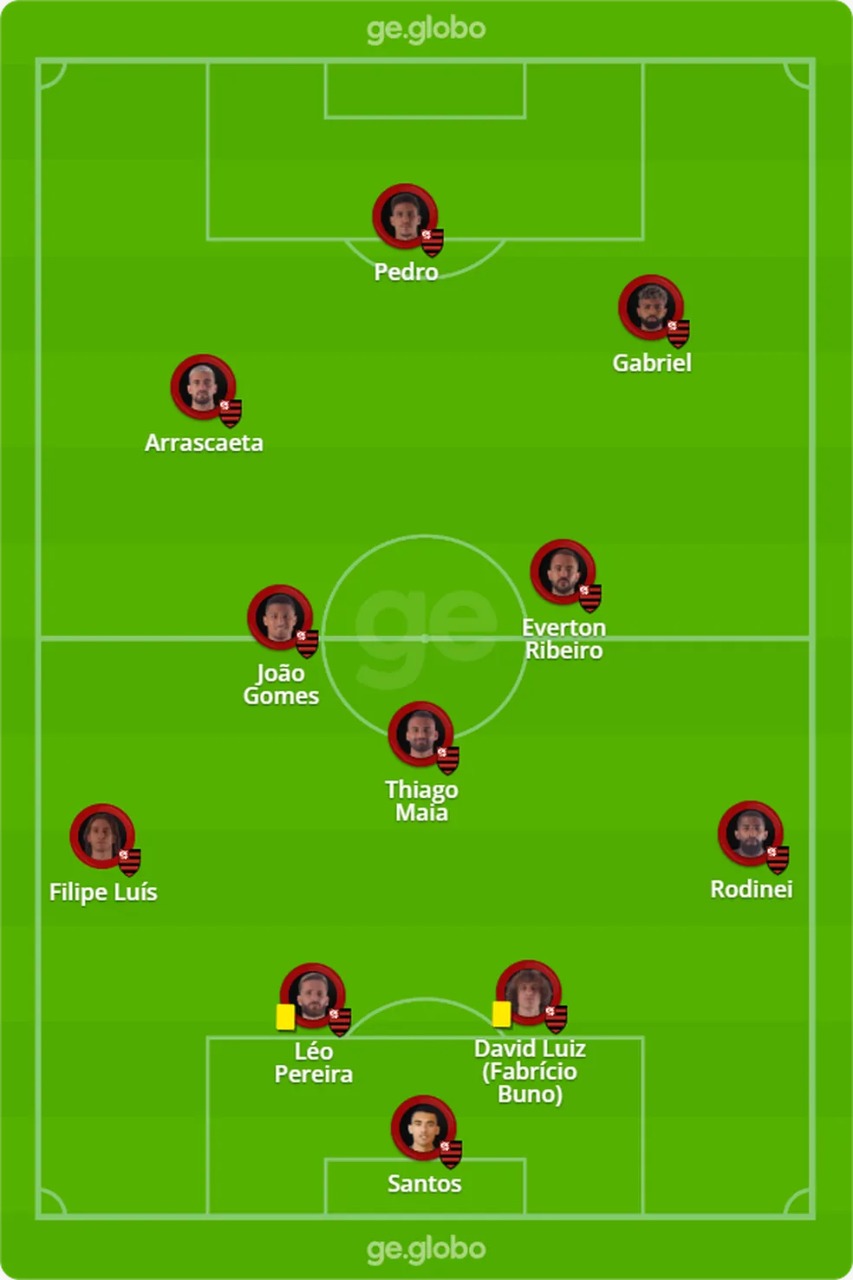 ge.globo
Pedro
Gabriel
Arrascaeta
ge
Everton
Ribeiro
João
Gomes
Thiago
Maia
Filipe Luís
Rodinei
Léo
Pereira
David Luiz
(Fabrício
Buno)
Santos
ge.globo